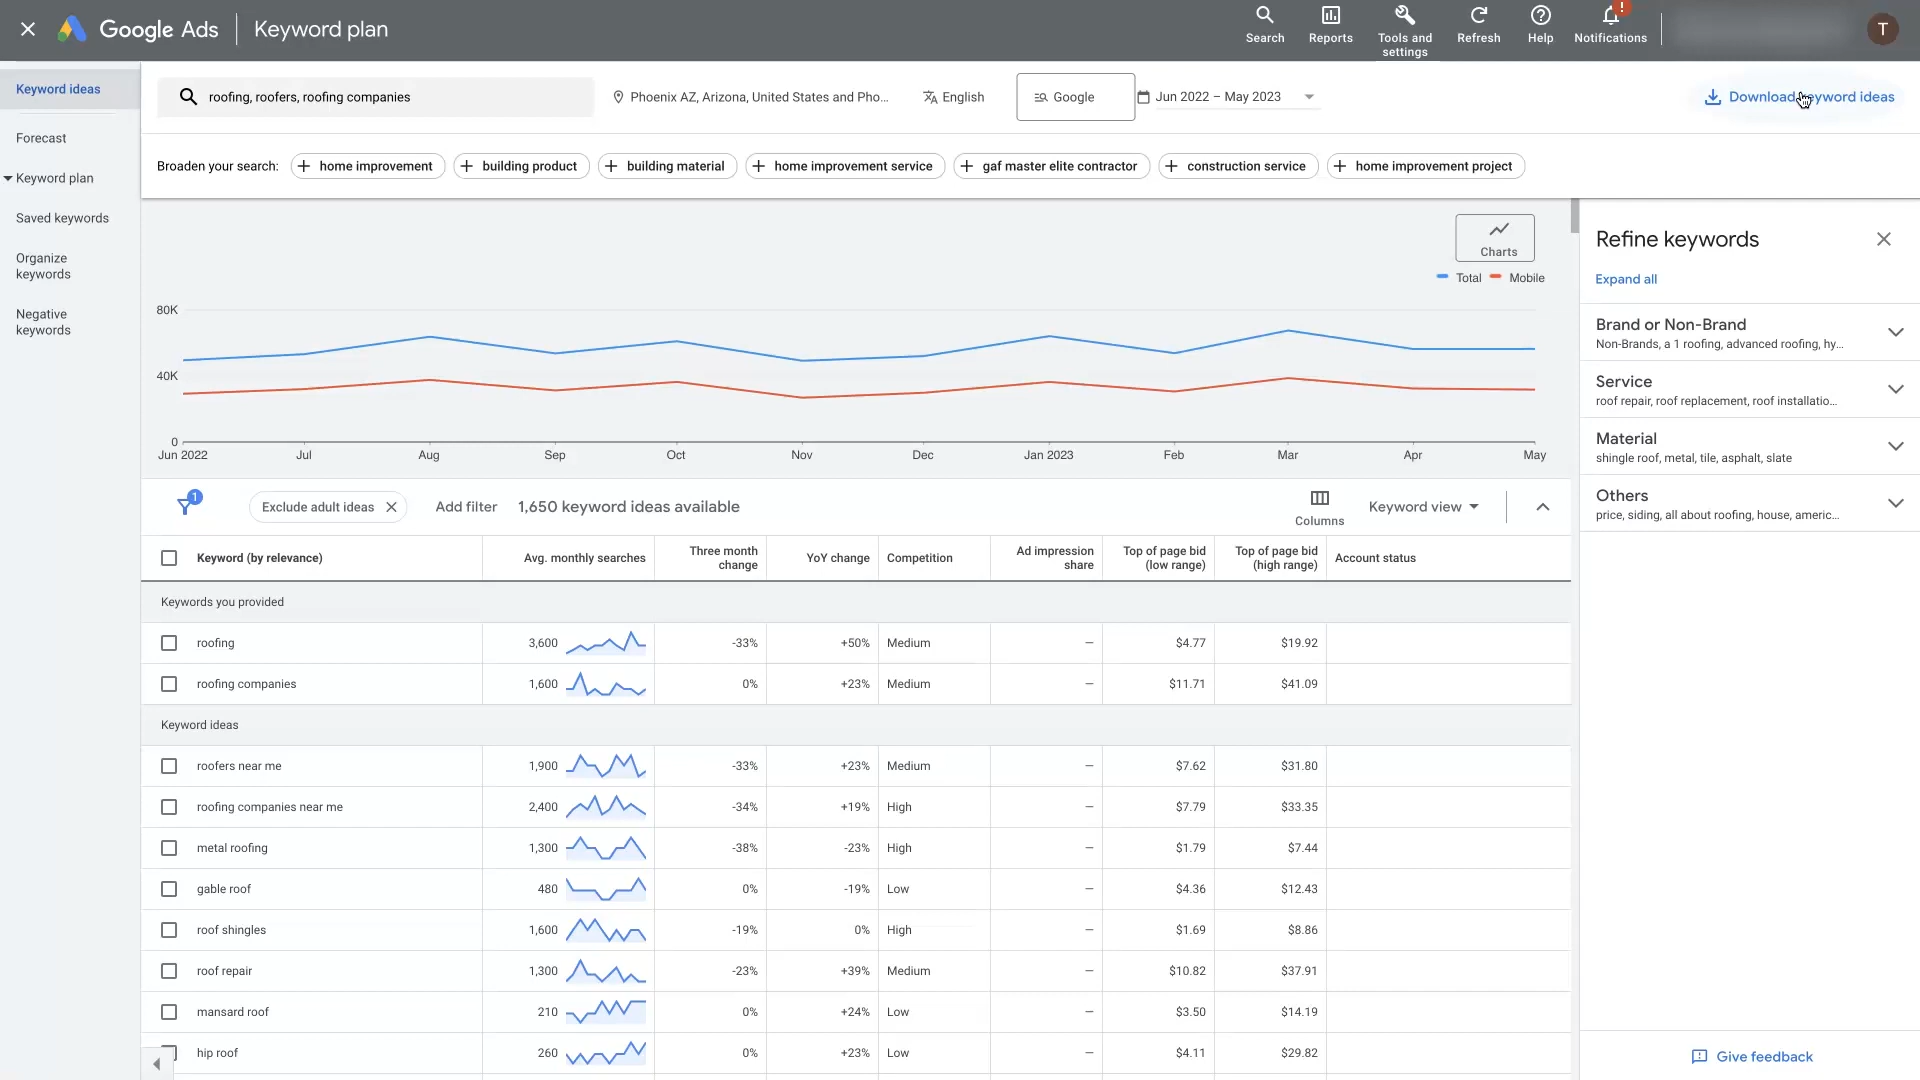 Google Ads Keyword plan
Search Reports Tools and settings Refresh Help Notifications ! T
Keyword ideas
Forecast
Keyword plan
Saved keywords
Organize keywords
Negative keywords
roofing, roofers, roofing companies
Phoenix AZ, Arizona, United States and Pho...
English
Google
Jun 2022 – May 2023
Download keyword ideas
Broaden your search: home improvement building product building material home improvement service gaf master elite contractor construction service home improvement project
Charts
Total Mobile
80K
40K
0
Jun 2022 Jul Aug Sep Oct Nov Dec Jan 2023 Feb Mar Apr May
1 Exclude adult ideas Add filter 1,650 keyword ideas available Columns Keyword view
Keyword (by relevance) Avg. monthly searches Three month change YoY change Competition Ad impression share Top of page bid (low range) Top of page bid (high range) Account status
Keywords you provided
roofing 3,600 -33% +50% Medium – $4.77 $19.92
roofing companies 1,600 0% +23% Medium – $11.71 $41.09
Keyword ideas
roofers near me 1,900 -33% +23% Medium – $7.62 $31.80
roofing companies near me 2,400 -34% +19% High – $7.79 $33.35
metal roofing 1,300 -38% -23% High – $1.79 $7.44
gable roof 480 0% -19% Low – $4.36 $12.43
roof shingles 1,600 -19% 0% High – $1.69 $8.86
roof repair 1,300 -23% +39% Medium – $10.82 $37.91
mansard roof 210 0% +24% Low – $3.50 $14.19
hip roof 260 0% +23% Low – $4.11 $29.82
Refine keywords
Expand all
Brand or Non-Brand
Non-Brands, a 1 roofing, advanced roofing, hy...
Service
roof repair, roof replacement, roof installatio...
Material
shingle roof, metal, tile, asphalt, slate
Others
price, siding, all about roofing, house, americ...
Give feedback